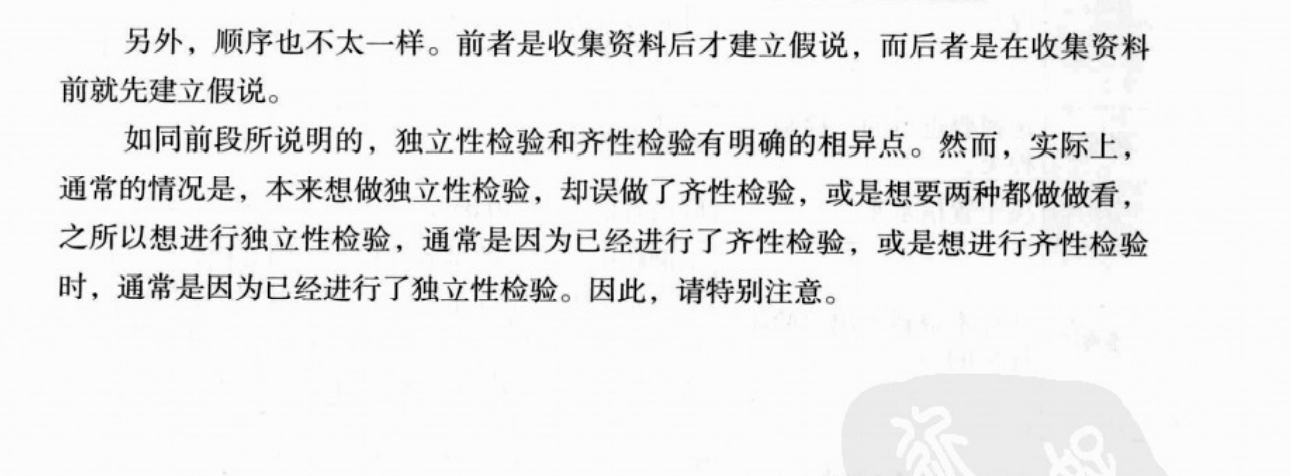 另外，顺序也不太一样。前者是收集资料后才建立假说，而后者是在收集资料
前就先建立假说。
如同前段所说明的，独立性检验和齐性检验有明确的相异点。然而，实际上，
通常的情况是，本来想做独立性检验，却误做了齐性检验，或是想要两种都做做看，
之所以想进行独立性检验，通常是因为已经进行了齐性检验，或是想进行齐性检验
时，通常是因为已经进行了独立性检验。因此，请特别注意。